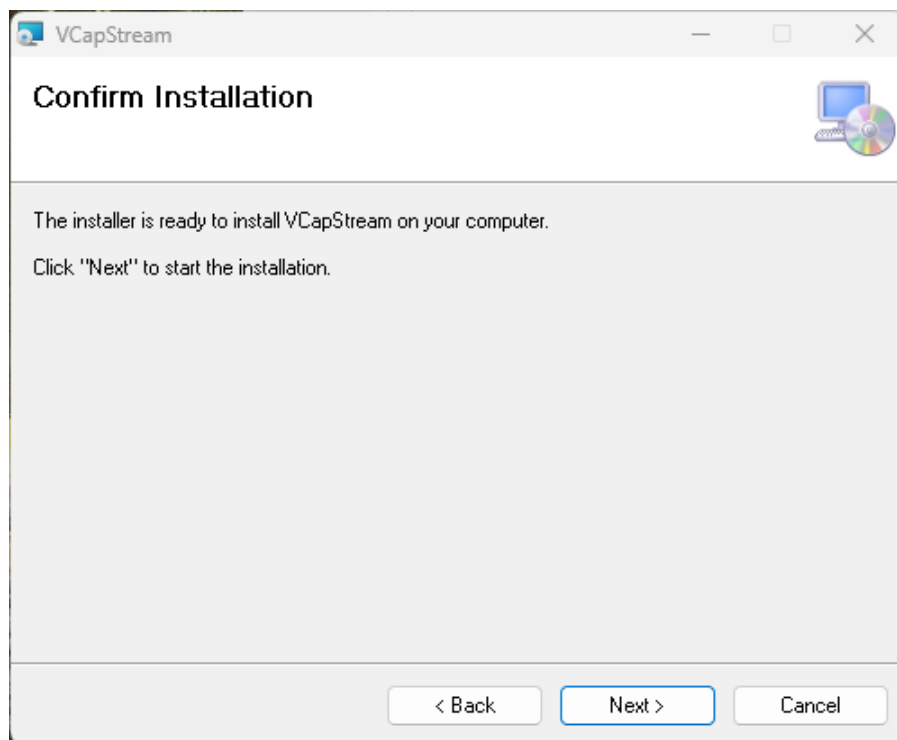 VCapStream
Confirm Installation
The installer is ready to install VCapStream on your computer.
Click "Next" to start the installation.
< Back
Next >
Cancel